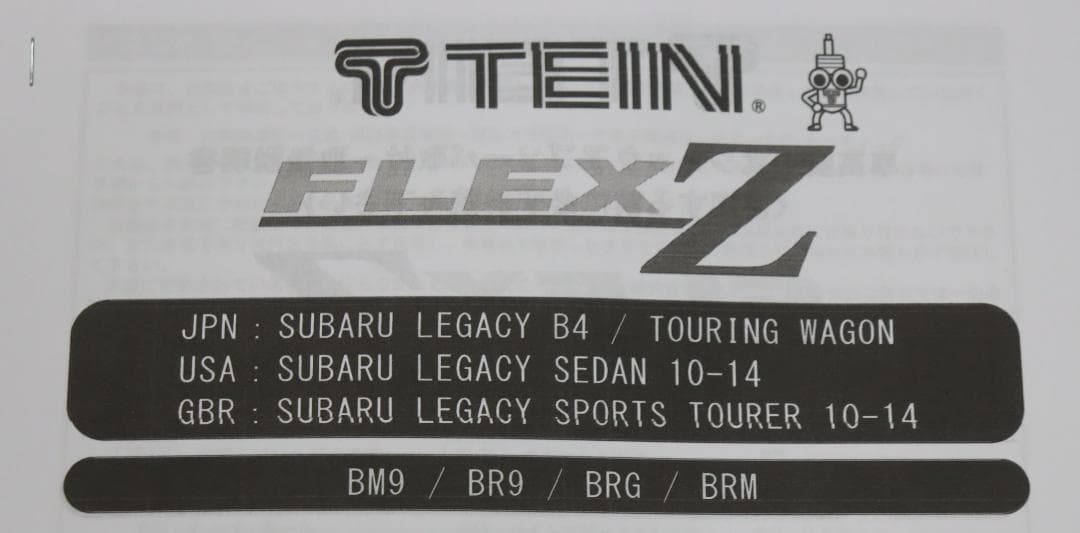 TEIN®
FLEX Z
JPN : SUBARU LEGACY B4 / TOURING WAGON
USA : SUBARU LEGACY SEDAN 10-14
GBR : SUBARU LEGACY SPORTS TOURER 10-14
BM9 / BR9 / BRG / BRM